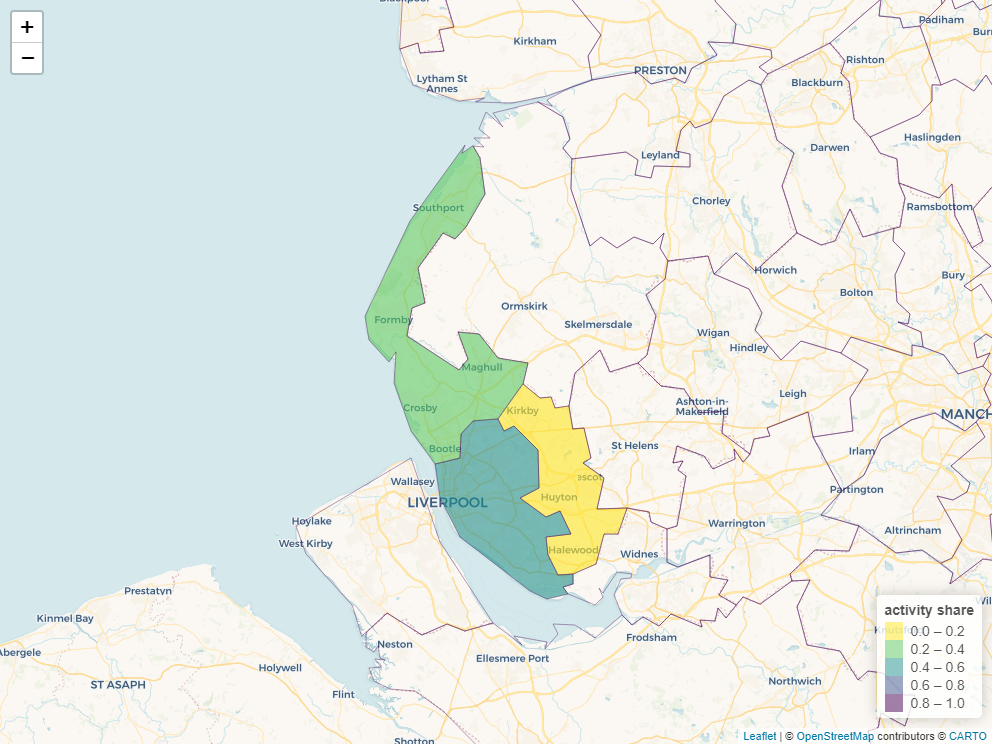 +
−
Kirkham
Padiham
Rishton
PRESTON
Lytham St
Annes
Blackburn
Haslingden
Darwen
Leyland
Chorley
Ramsbottom
Southport
Horwich
Bury
Bolton
Ormskirk
Formby
Skelmersdale
Wigan
Hindley
Maghull
Leigh
Ashton-in-
Makerfield
Crosby
Kirkby
MANCH
St Helens
Bootle
Irlam
Wallasey
Partington
LIVERPOOL
Huyton
Hoylake
Warrington
Altrincham
West Kirby
Halewood
Widnes
Prestatyn
Kinmel Bay
Frodsham
Neston
Abergele
Ellesmere Port
Holywell
Northwich
ST ASAPH
Flint
Shotton
activity share
0.0 – 0.2
0.2 – 0.4
0.4 – 0.6
0.6 – 0.8
0.8 – 1.0
Leaflet | © OpenStreetMap contributors © CARTO